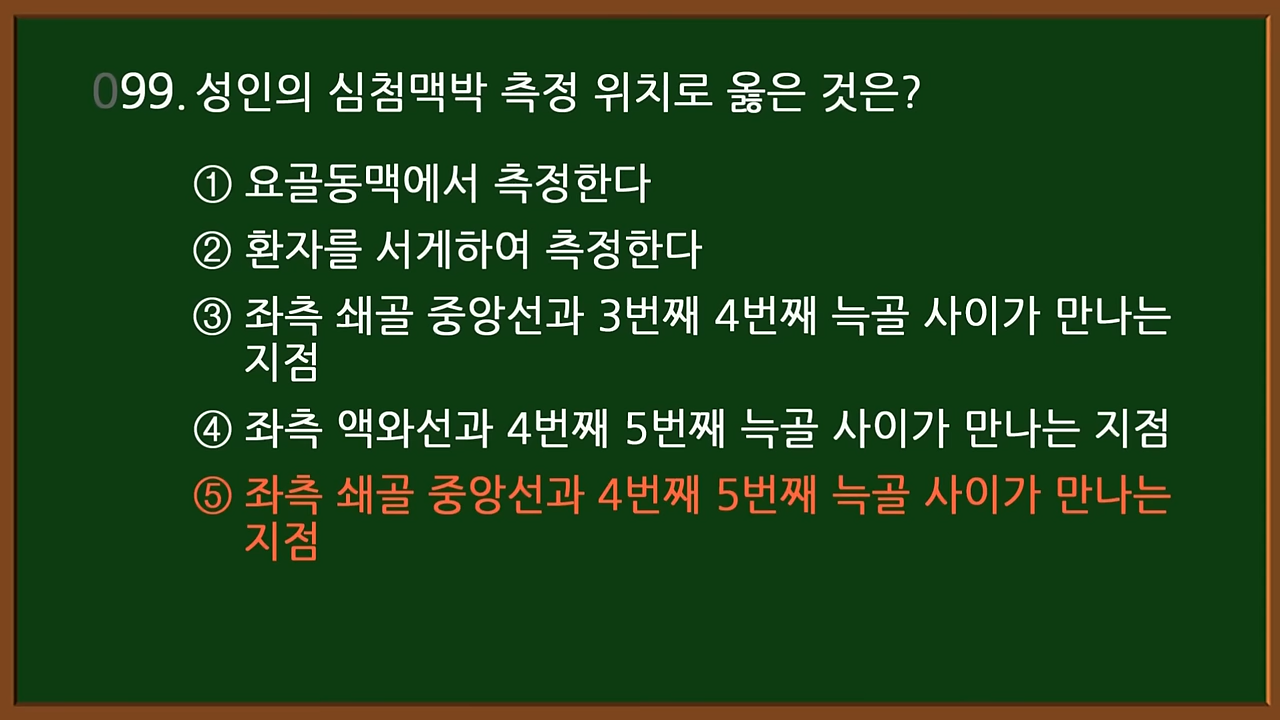 099. 성인의 심첨맥박 측정 위치로 옳은 것은?
① 요골동맥에서 측정한다
② 환자를 서게하여 측정한다
③ 좌측 쇄골 중앙선과 3번째 4번째 늑골 사이가 만나는
지점
④ 좌측 액와선과 4번째 5번째 늑골 사이가 만나는 지점
⑤ 좌측 쇄골 중앙선과 4번째 5번째 늑골 사이가 만나는
지점